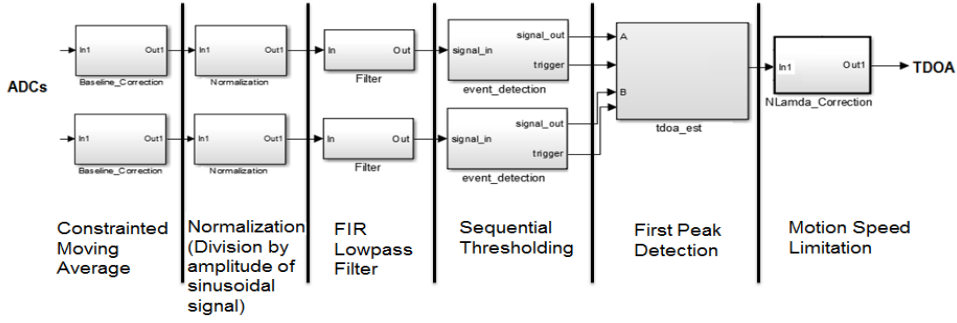 ADCs
In1 Out1
Baseline_Correction
In1 Out1
Normalization
In Out
Filter
signal_in signal_out trigger
event_detection
In1 Out1
Baseline_Correction
In1 Out1
Normalization
In Out
Filter
signal_in signal_out trigger
event_detection
A
B
tdoa_est
In1 Out1
NLamda_Correction
TDOA
Constrainted
Moving
Average
Normalization
(Division by
amplitude of
sinusoidal
signal)
FIR
Lowpass
Filter
Sequential
Thresholding
First Peak
Detection
Motion Speed
Limitation